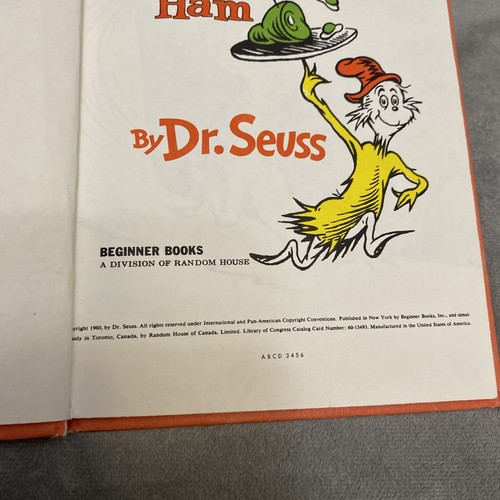 Ham
By Dr. Seuss
BEGINNER BOOKS
A DIVISION OF RANDOM HOUSE
yright 1960, by Dr. Seuss. All rights reserved under International and Pan-American Copyright Conventions. Published in New York by Beginner Books, Inc., and simul-
usly in Toronto, Canada, by Random House of Canada, Limited. Library of Congress Catalog Card Number: 60-13493. Manufactured in the United States of America.
ABCD 3456